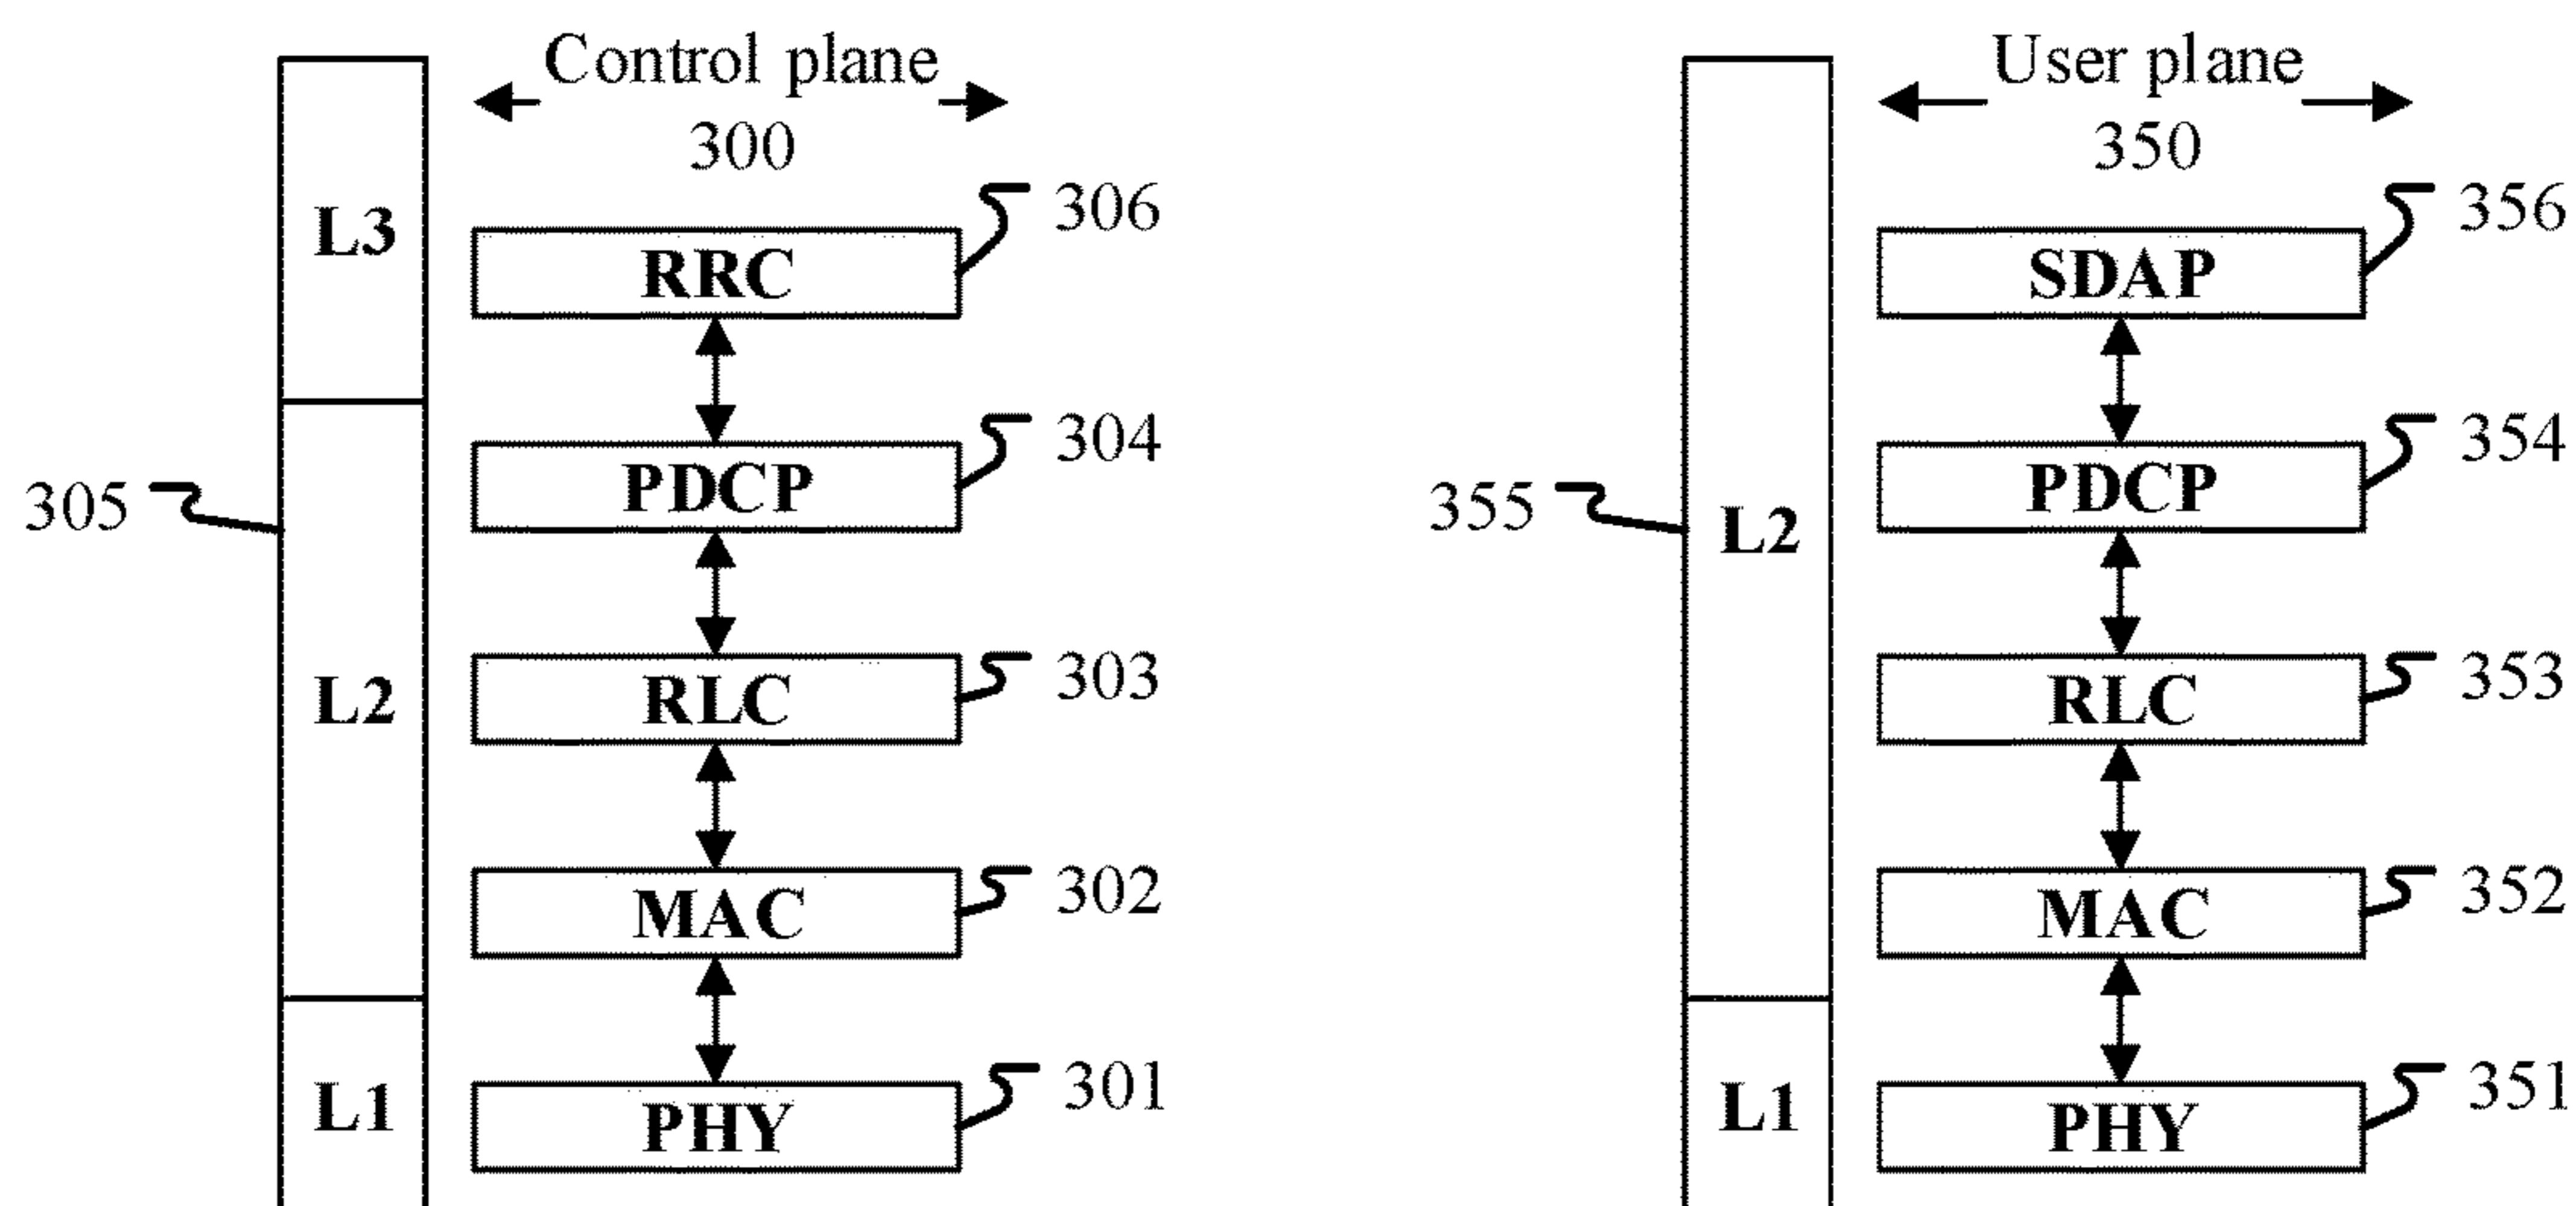 Control plane
300
L3
RRC
306
PDCP
304
305
L2
RLC
303
MAC
302
L1
PHY
301
User plane
350
SDAP
356
PDCP
354
355
L2
RLC
353
MAC
352
L1
PHY
351